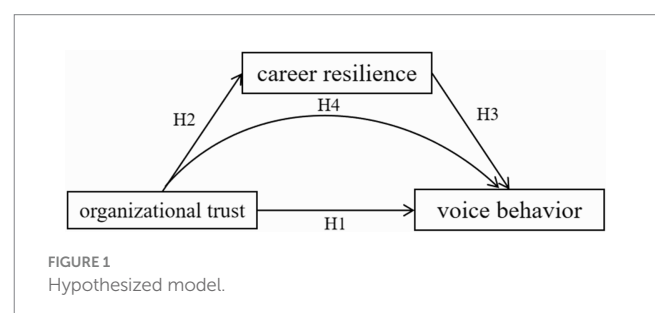 career resilience
H4
H2
H3
organizational trust
voice behavior
H1
FIGURE 1
Hypothesized model.